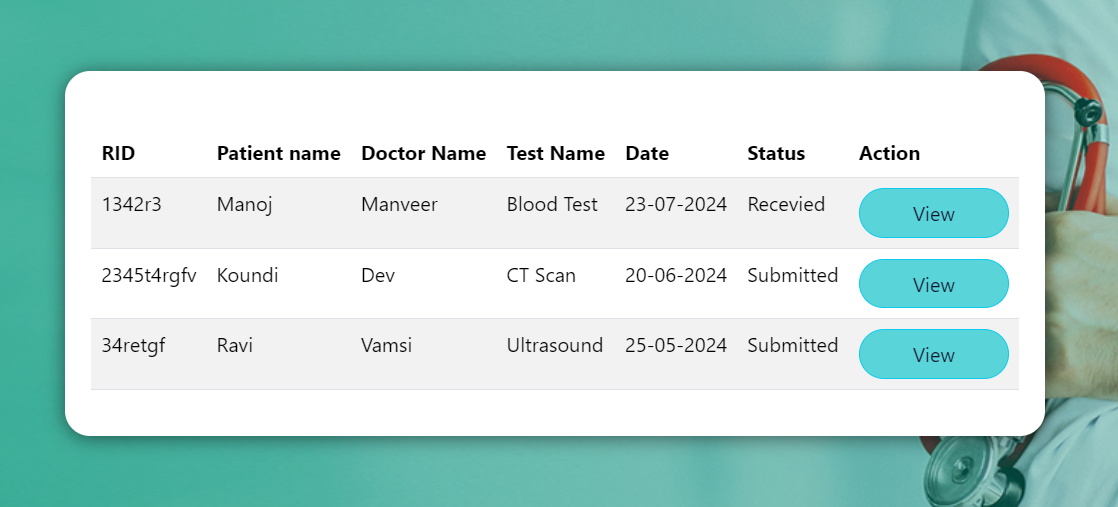 RID Patient name Doctor Name Test Name Date Status Action
1342r3 Manoj Manveer Blood Test 23-07-2024 Recevied View
2345t4rgfv Koundi Dev CT Scan 20-06-2024 Submitted View
34retgf Ravi Vamsi Ultrasound 25-05-2024 Submitted View